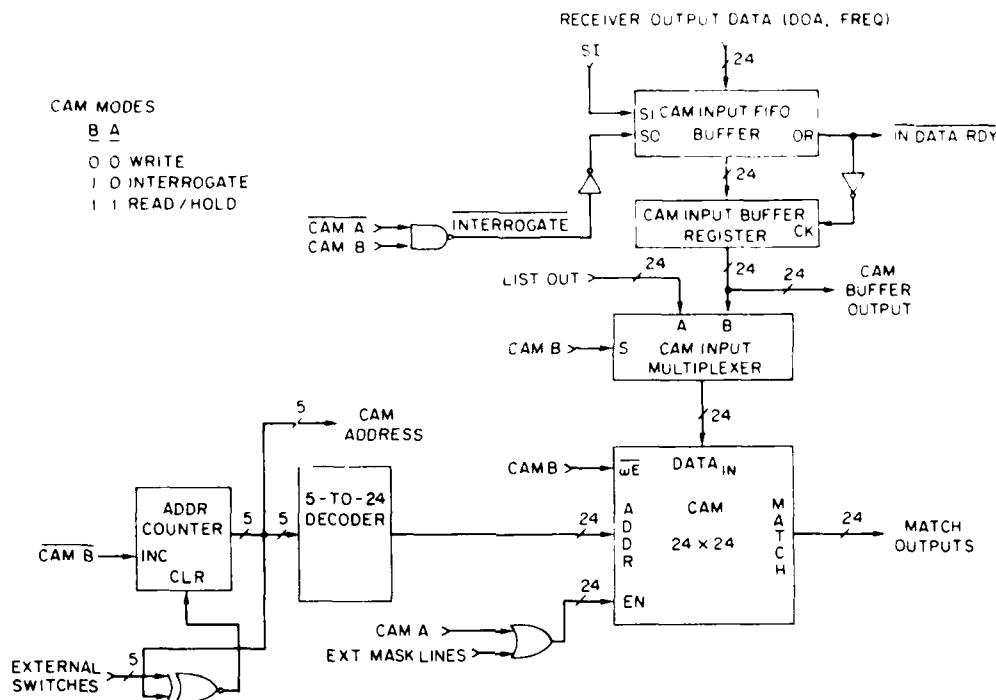 RECEIVER OUTPUT DATA (DOA, FREQ)
SI
24
CAM MODES
B A
0 0 WRITE
1 0 INTERROGATE
1 1 READ/HOLD
SI CAM INPUT FIFO
SO BUFFER OR
IN DATA RDY
24
CAM A
CAM B
INTERROGATE
CAM INPUT BUFFER
REGISTER CK
LIST OUT
24
24
24
CAM
BUFFER
OUTPUT
A B
CAM B
S CAM INPUT
MULTIPLEXER
24
5
CAM
ADDRESS
CAM B
WE DATA IN
5-TO-24
DECODER
ADDR
COUNTER
5
5
CAM B
INC
CLR
24
ADDR
CAM
24 x 24
MATCH
24
MATCH
OUTPUTS
24
EN
CAM A
EXT MASK LINES
EXTERNAL
SWITCHES
5